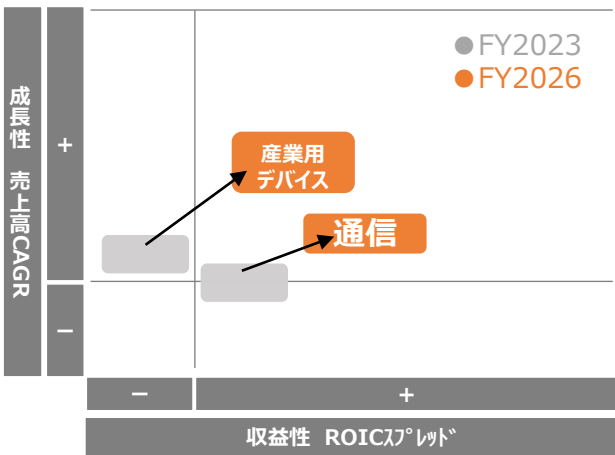 ●FY2023
●FY2026
成長性 売上高CAGR
+
−
産業用
デバイス
通信
−
+
収益性 ROICｽﾌﾟﾚｯﾄﾞ